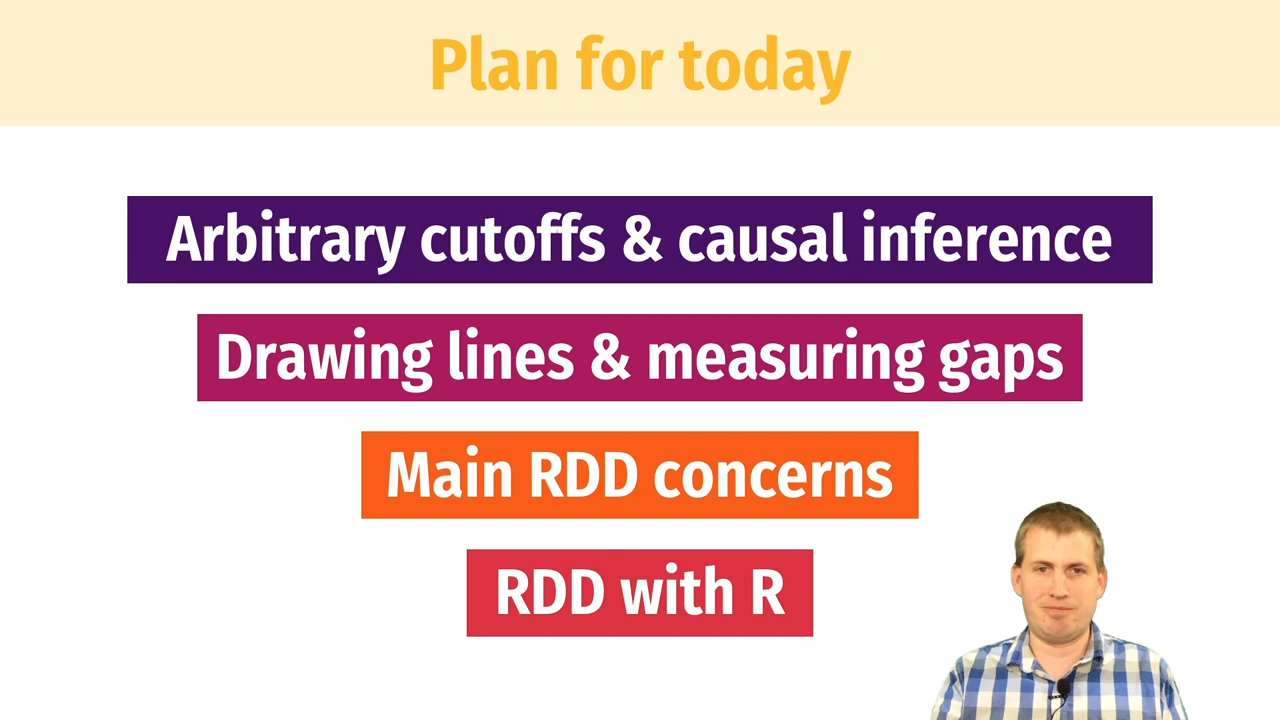 Plan for today
Arbitrary cutoffs & causal inference
Drawing lines & measuring gaps
Main RDD concerns
RDD with R